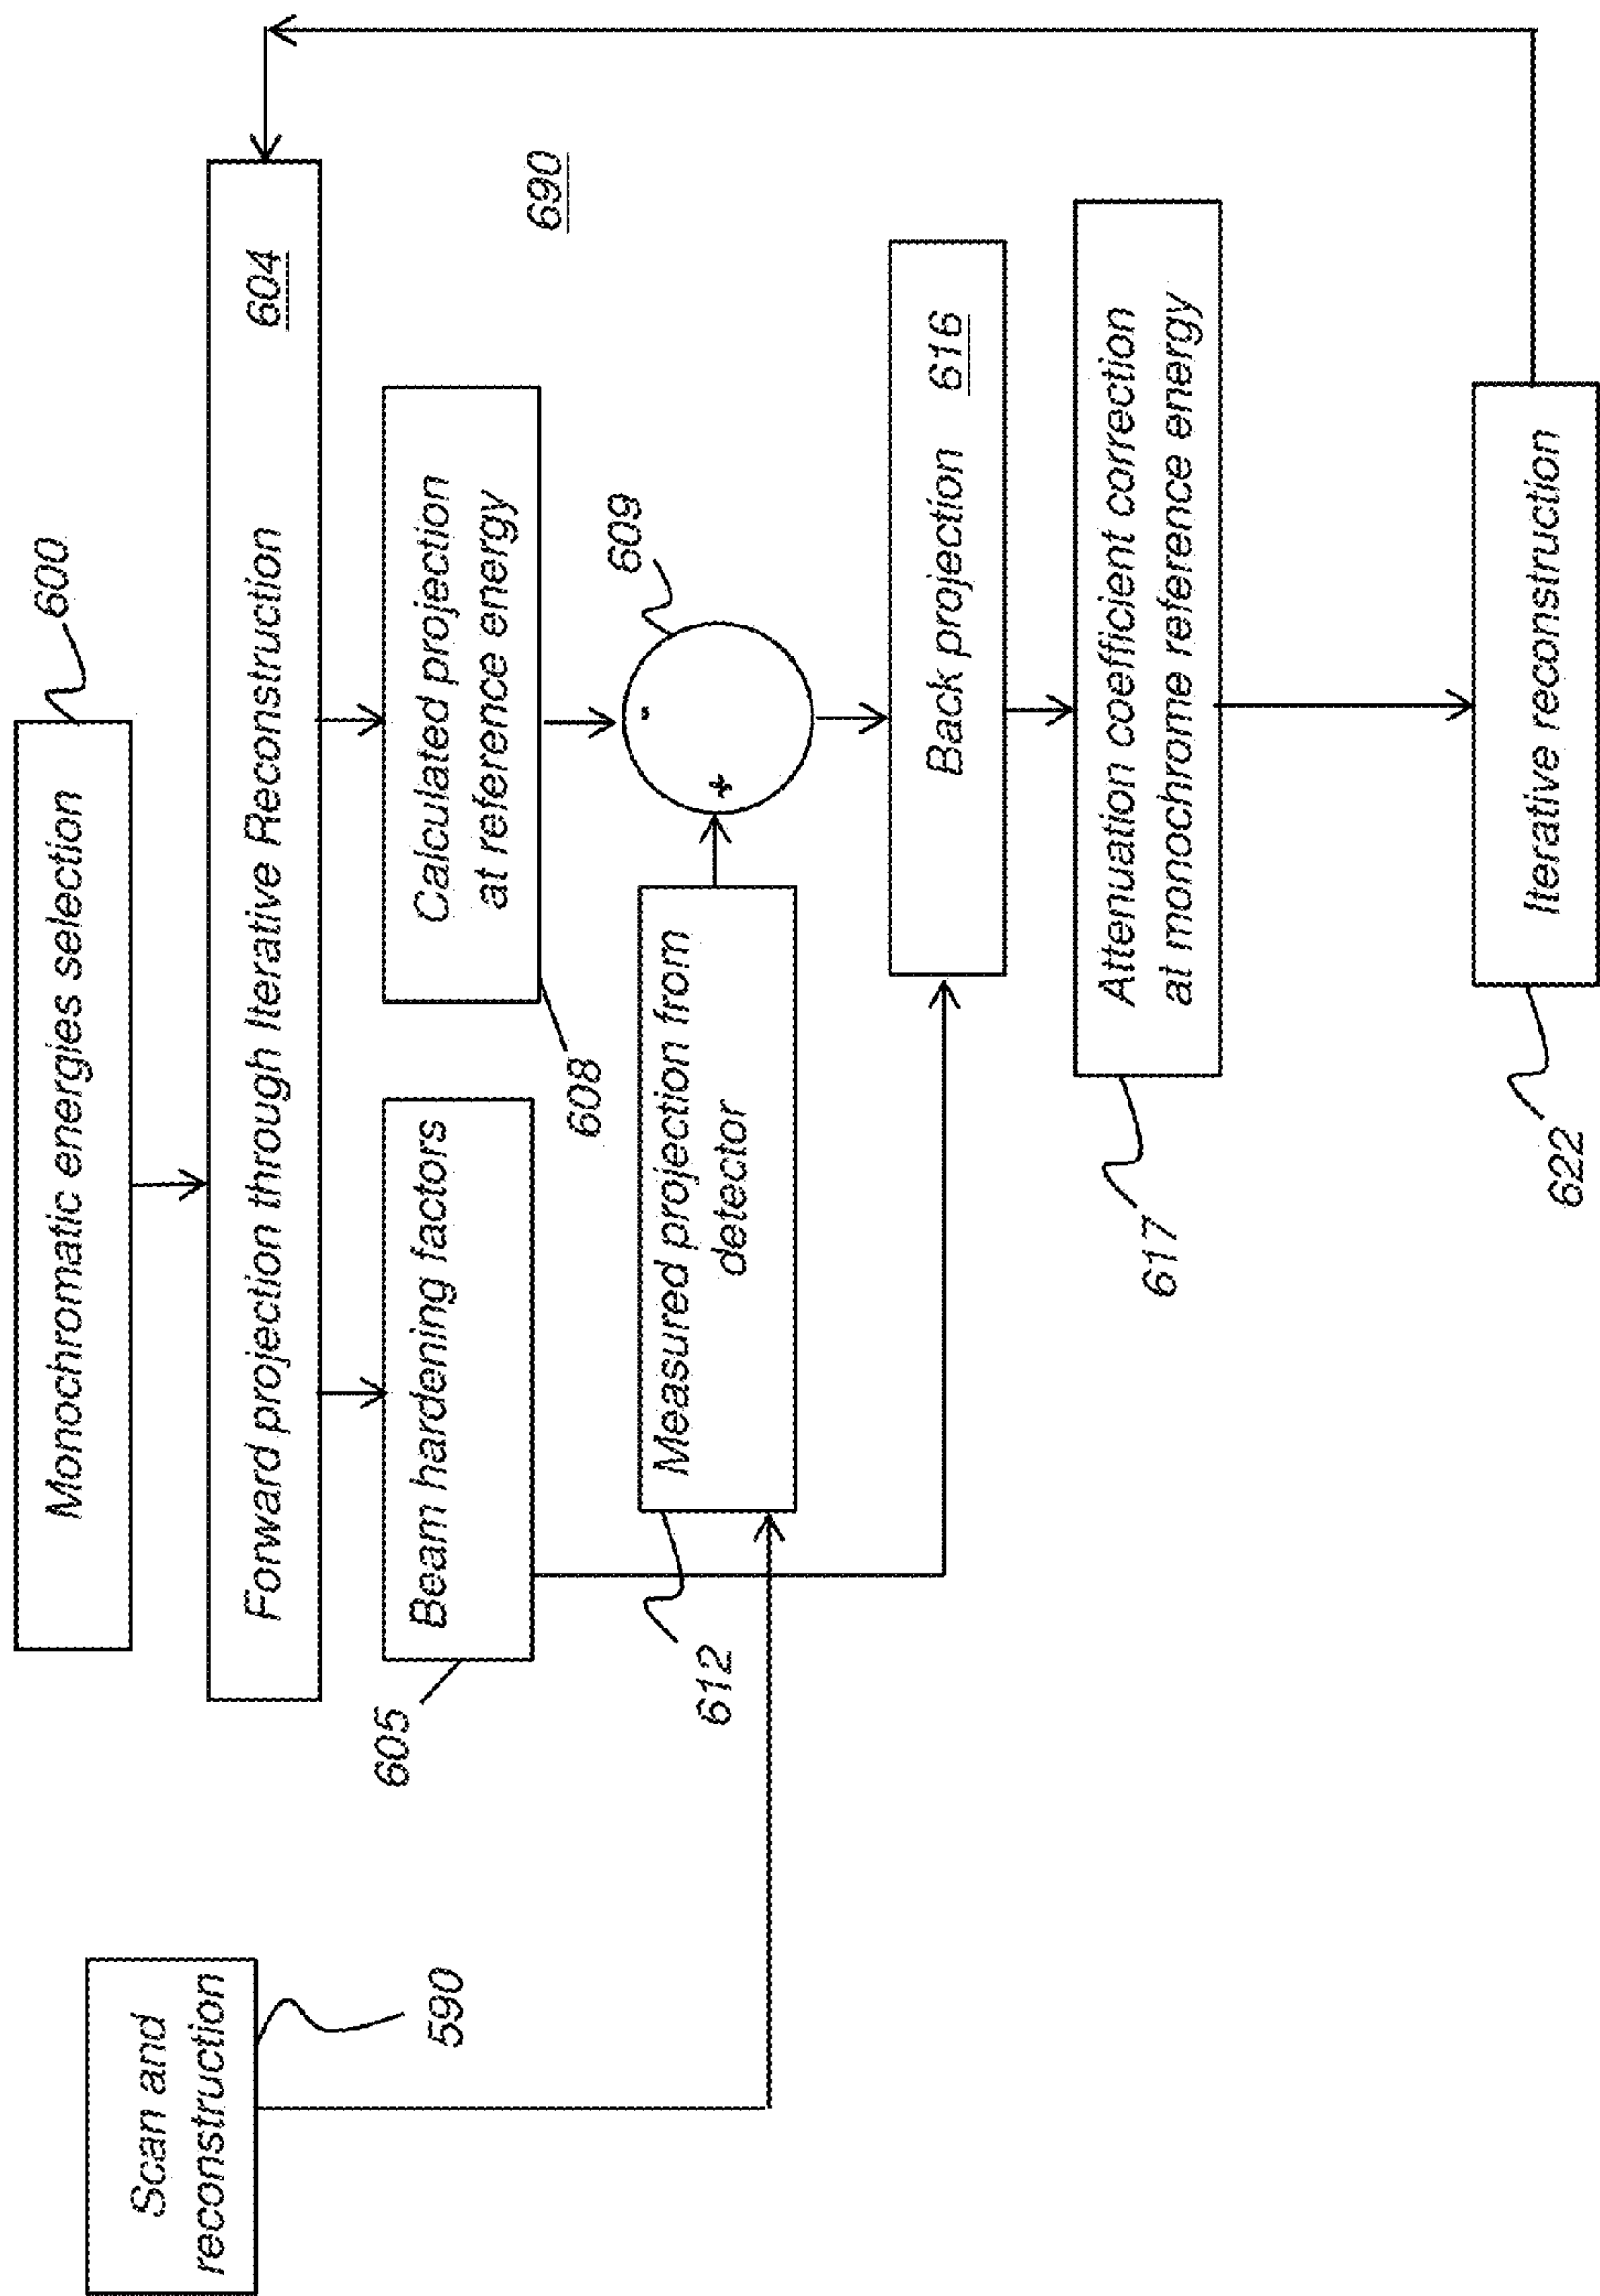 Scan and
reconstruction
590
Monochromatic energies selection
600
Forward projection through Iterative Reconstruction 604
Beam hardening factors
605
Calculated projection
at reference energy
608
690
Measured projection from
detector
612
+
-
609
Back projection 616
Attenuation coefficient correction
at monochrome reference energy
617
Iterative reconstruction
622